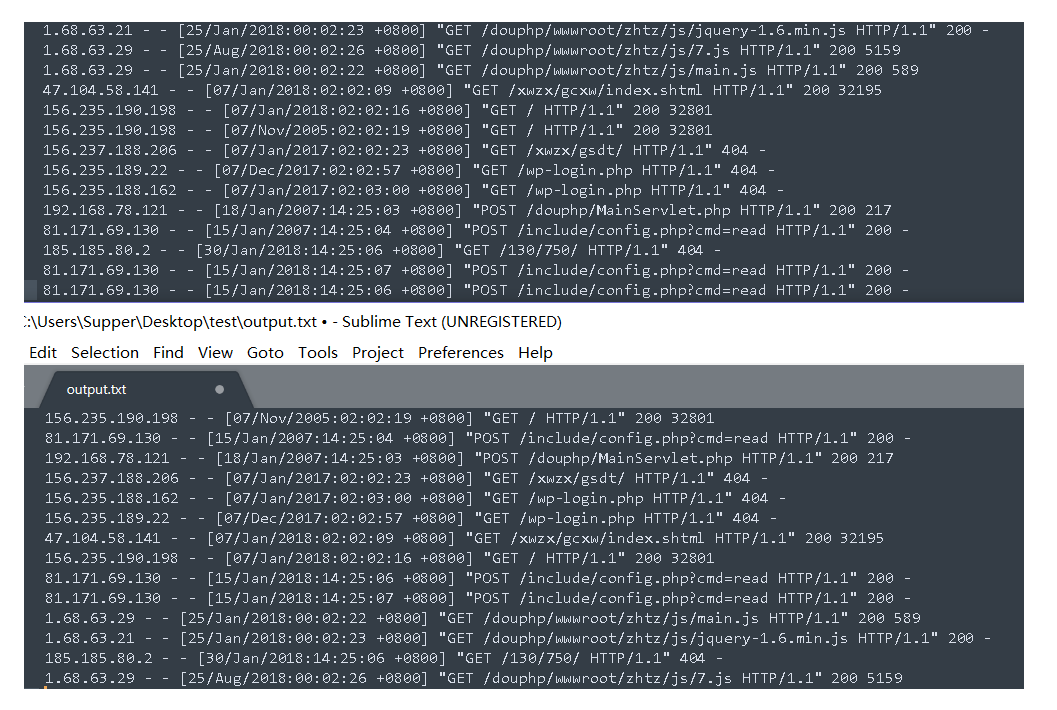 1.68.63.21 - - [25/Jan/2018:00:02:23 +0800] "GET /douphp/wwwroot/zhtz/js/jquery-1.6.min.js HTTP/1.1" 200 -
1.68.63.29 - - [25/Aug/2018:00:02:26 +0800] "GET /douphp/wwwroot/zhtz/js/7.js HTTP/1.1" 200 5159
1.68.63.29 - - [25/Jan/2018:00:02:22 +0800] "GET /douphp/wwwroot/zhtz/js/main.js HTTP/1.1" 200 589
47.104.58.141 - - [07/Jan/2018:02:02:09 +0800] "GET /xwzx/gcxw/index.shtml HTTP/1.1" 200 32195
156.235.190.198 - - [07/Jan/2018:02:02:16 +0800] "GET / HTTP/1.1" 200 32801
156.235.190.198 - - [07/Nov/2005:02:02:19 +0800] "GET / HTTP/1.1" 200 32801
156.237.188.206 - - [07/Jan/2017:02:02:23 +0800] "GET /xwzx/gsdt/ HTTP/1.1" 404 -
156.235.189.22 - - [07/Dec/2017:02:02:57 +0800] "GET /wp-login.php HTTP/1.1" 404 -
156.235.188.162 - - [07/Jan/2017:02:03:00 +0800] "GET /wp-login.php HTTP/1.1" 404 -
192.168.78.121 - - [18/Jan/2007:14:25:03 +0800] "POST /douphp/MainServlet.php HTTP/1.1" 200 217
81.171.69.130 - - [15/Jan/2007:14:25:04 +0800] "POST /include/config.php?cmd=read HTTP/1.1" 200 -
185.185.80.2 - - [30/Jan/2018:14:25:06 +0800] "GET /130/750/ HTTP/1.1" 404 -
81.171.69.130 - - [15/Jan/2018:14:25:07 +0800] "POST /include/config.php?cmd=read HTTP/1.1" 200 -
81.171.69.130 - - [15/Jan/2018:14:25:06 +0800] "POST /include/config.php?cmd=read HTTP/1.1" 200 -
:\Users\Supper\Desktop\test\output.txt • - Sublime Text (UNREGISTERED)
Edit Selection Find View Goto Tools Project Preferences Help
output.txt
156.235.190.198 - - [07/Nov/2005:02:02:19 +0800] "GET / HTTP/1.1" 200 32801
81.171.69.130 - - [15/Jan/2007:14:25:04 +0800] "POST /include/config.php?cmd=read HTTP/1.1" 200 -
192.168.78.121 - - [18/Jan/2007:14:25:03 +0800] "POST /douphp/MainServlet.php HTTP/1.1" 200 217
156.237.188.206 - - [07/Jan/2017:02:02:23 +0800] "GET /xwzx/gsdt/ HTTP/1.1" 404 -
156.235.188.162 - - [07/Jan/2017:02:03:00 +0800] "GET /wp-login.php HTTP/1.1" 404 -
156.235.189.22 - - [07/Dec/2017:02:02:57 +0800] "GET /wp-login.php HTTP/1.1" 404 -
47.104.58.141 - - [07/Jan/2018:02:02:09 +0800] "GET /xwzx/gcxw/index.shtml HTTP/1.1" 200 32195
156.235.190.198 - - [07/Jan/2018:02:02:16 +0800] "GET / HTTP/1.1" 200 32801
81.171.69.130 - - [15/Jan/2018:14:25:06 +0800] "POST /include/config.php?cmd=read HTTP/1.1" 200 -
81.171.69.130 - - [15/Jan/2018:14:25:07 +0800] "POST /include/config.php?cmd=read HTTP/1.1" 200 -
1.68.63.29 - - [25/Jan/2018:00:02:22 +0800] "GET /douphp/wwwroot/zhtz/js/main.js HTTP/1.1" 200 589
1.68.63.21 - - [25/Jan/2018:00:02:23 +0800] "GET /douphp/wwwroot/zhtz/js/jquery-1.6.min.js HTTP/1.1" 200 -
185.185.80.2 - - [30/Jan/2018:14:25:06 +0800] "GET /130/750/ HTTP/1.1" 404 -
1.68.63.29 - - [25/Aug/2018:00:02:26 +0800] "GET /douphp/wwwroot/zhtz/js/7.js HTTP/1.1" 200 5159